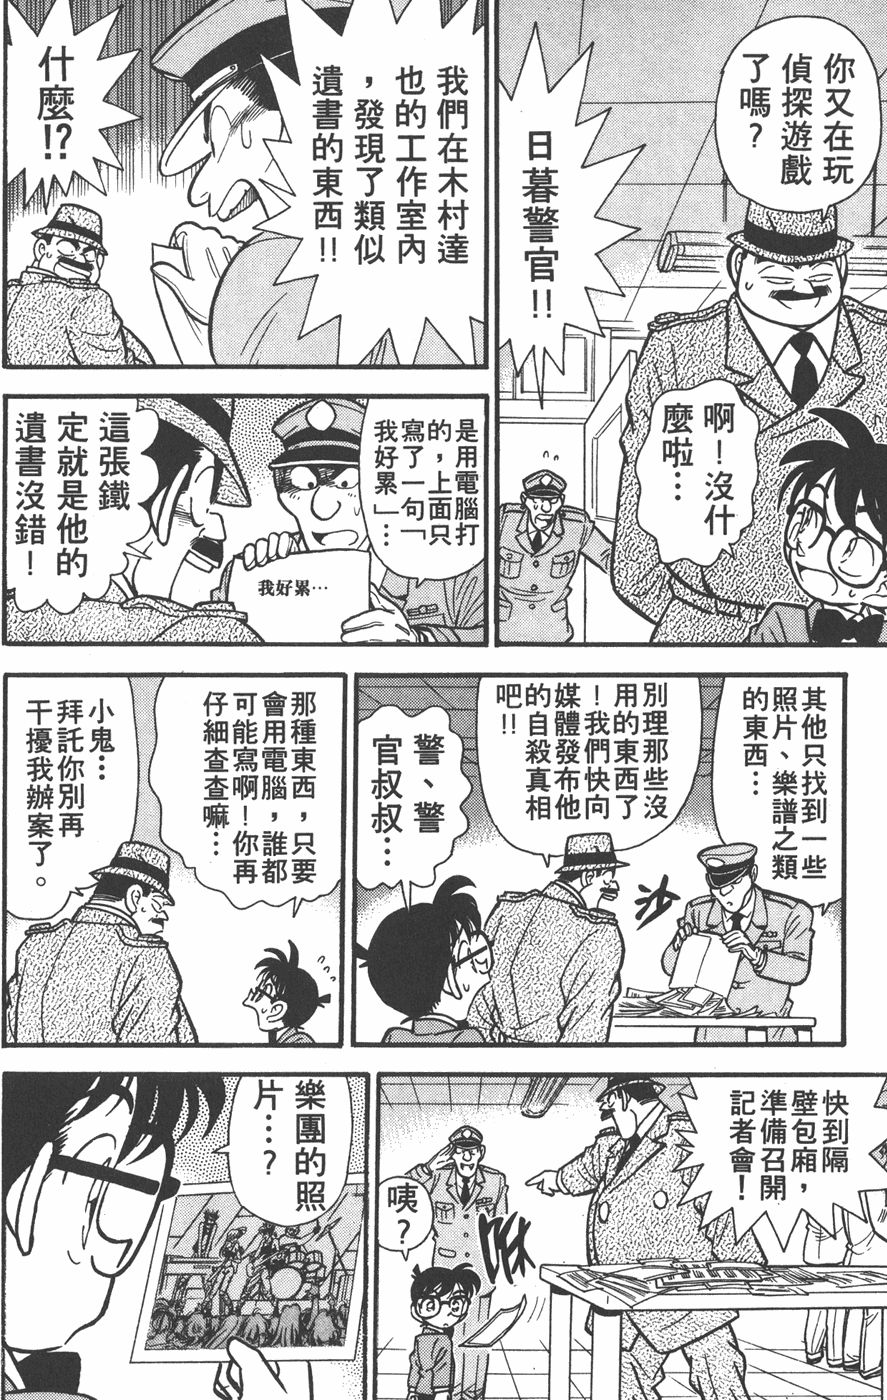 你又在玩
偵探遊戲
了嗎？
啊！沒什
麼啦…
日暮警官!!
我們在木村達
也的工作室內
，發現了類似
遺書的東西!!
什麼!?
是用電腦打
的，上面只
寫了一句「
我好累」…
我好累…
這張鐵
定就是他的
遺書沒錯！
其他只找到一些
照片、樂譜之類
的東西…
沙
別理那些沒
用的東西了
！我們快向
媒體發布他
的自殺真相
吧!!
警、警
官叔叔…
那種東西，只要
會用電腦，誰都
可能寫啊！你再
仔細查查嘛…
小鬼…
拜託你別再
干擾我辦案了。
快到隔
壁包廂，
準備召開
記者會！
咦？
樂團的照
片…？